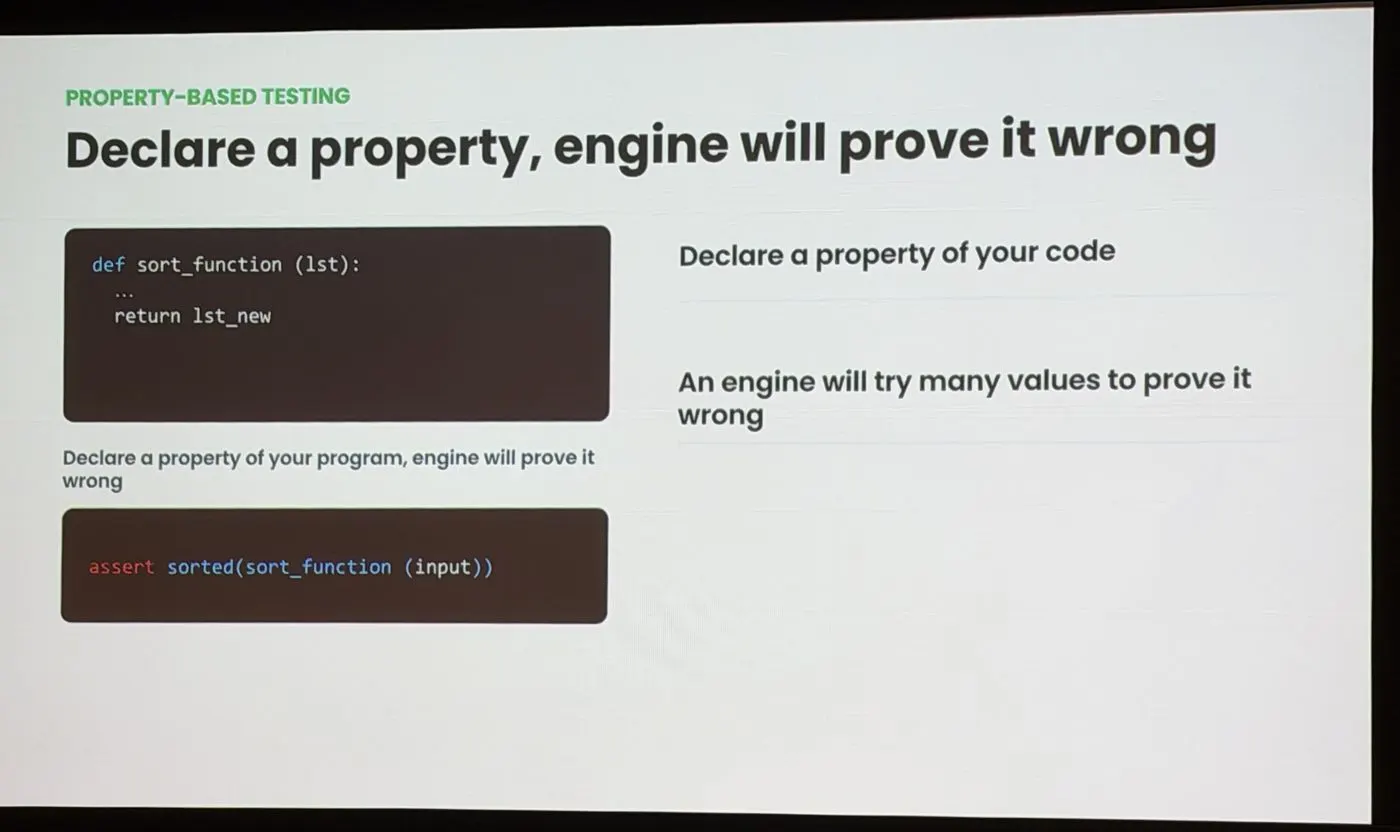 PROPERTY-BASED TESTING
Declare a property, engine will prove it wrong
def sort_function (lst):
...
return lst_new
Declare a property of your program, engine will prove it
wrong
assert sorted(sort_function (input))
Declare a property of your code
An engine will try many values to prove it
wrong